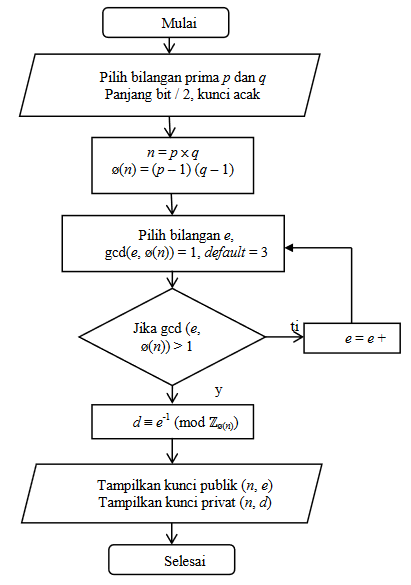 Mulai
Pilih bilangan prima p dan q
Panjang bit / 2, kunci acak
n = p x q
ø(n) = (p – 1) (q – 1)
Pilih bilangan e,
gcd(e, ø(n)) = 1, default = 3
Jika gcd (e,
ø(n)) > 1
ti
e = e +
y
d ≡ e⁻¹ (mod ℤø(n))
Tampilkan kunci publik (n, e)
Tampilkan kunci privat (n, d)
Selesai